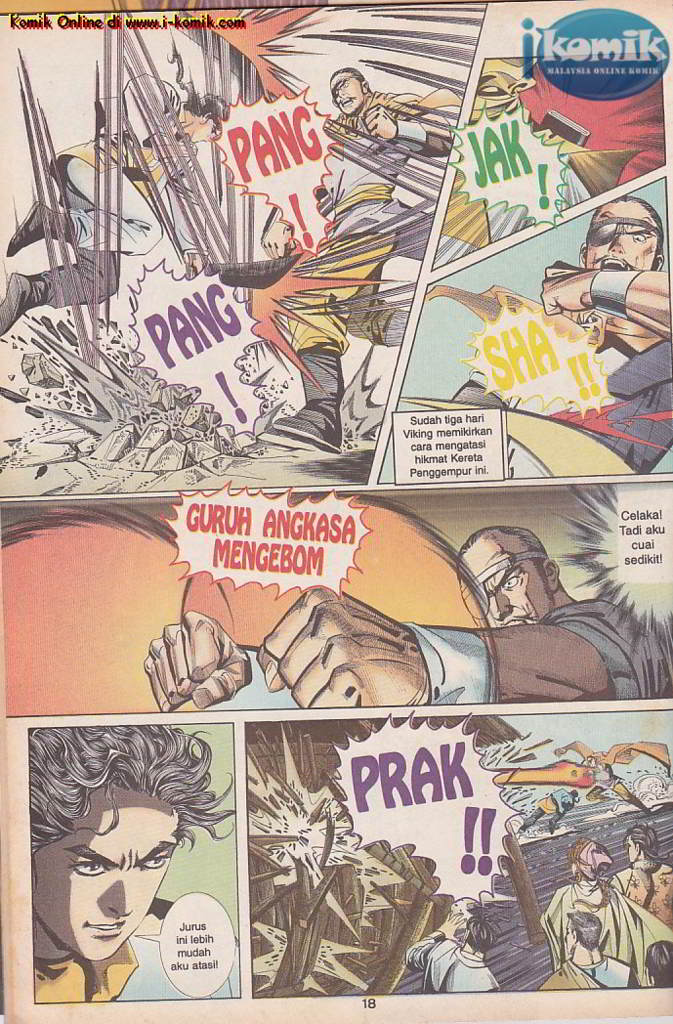 Komik Online di www.i-komik.com
ikomik
MALAYSIA ONLINE KOMIK
PANG
!
JAK
!
PANG
!
SHA
!!
Sudah tiga hari
Viking memikirkan
cara mengatasi
hikmat Kereta
Penggempur ini.
GURUH ANGKASA
MENGEBOM
Celaka!
Tadi aku
cuai
sedikit!
Jurus
ini lebih
mudah
aku atasi!
PRAK
!!
18